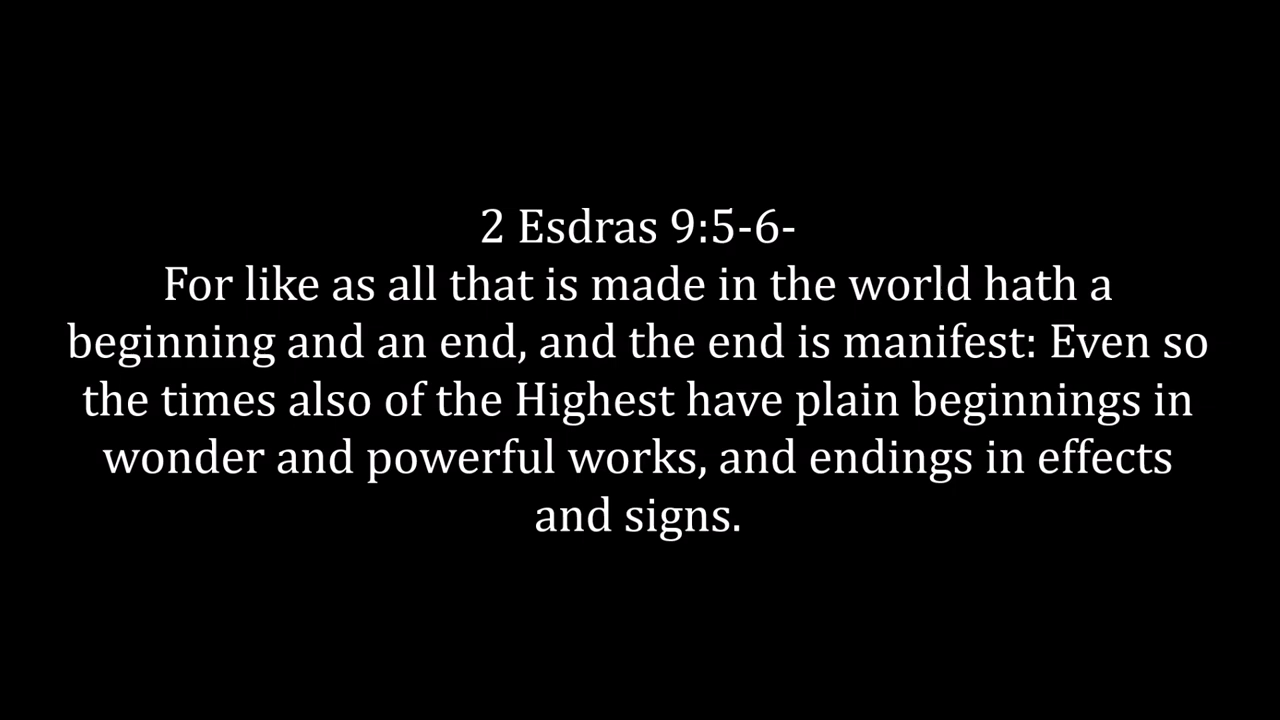 2 Esdras 9:5-6-
For like as all that is made in the world hath a
beginning and an end, and the end is manifest: Even so
the times also of the Highest have plain beginnings in
wonder and powerful works, and endings in effects
and signs.